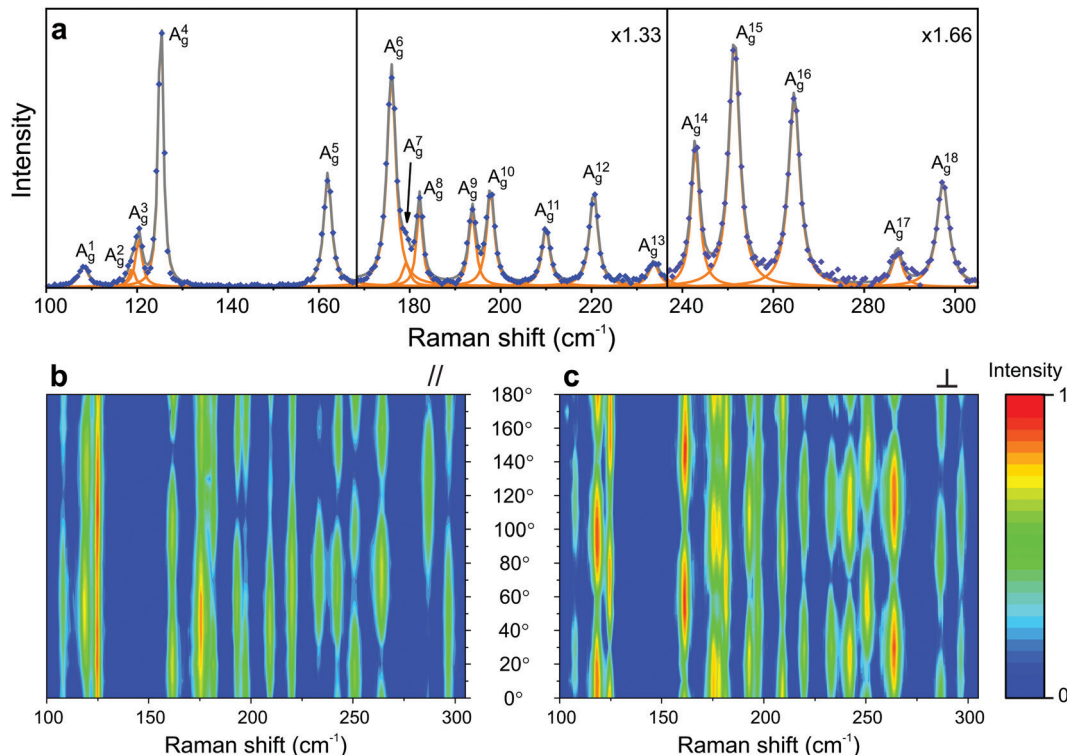 a
x1.33
x1.66
Intensity
A_g^1
A_g^2
A_g^3
A_g^4
A_g^5
A_g^6
A_g^7
A_g^8
A_g^9
A_g^10
A_g^11
A_g^12
A_g^13
A_g^14
A_g^15
A_g^16
A_g^17
A_g^18
100 120 140 160 180 200 220 240 260 280 300
Raman shift (cm⁻¹)
b //
c ⊥
Intensity
180°
160°
140°
120°
100°
80°
60°
40°
20°
0°
1
0
100 150 200 250 300
100 150 200 250 300
Raman shift (cm⁻¹)
Raman shift (cm⁻¹)